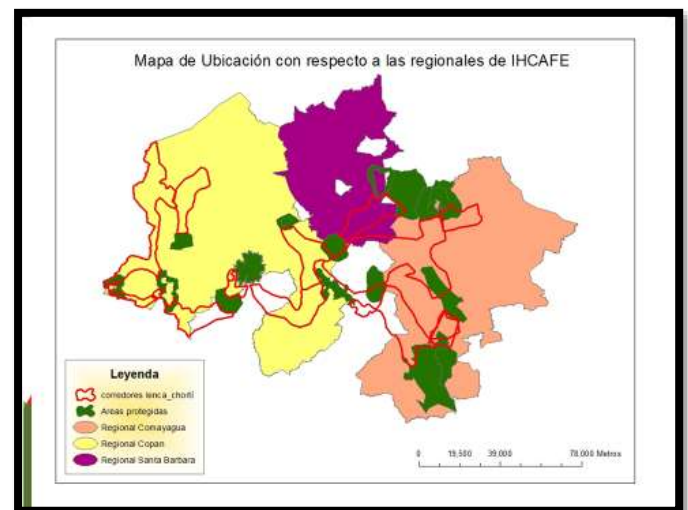 Mapa de Ubicación con respecto a las regionales de IHCAFE
Leyenda
corredores lenca_chortí
Areas protegidas
Regional Comayagua
Regional Copan
Regional Santa Barbara
0 19,500 39,000 78,000 Metros